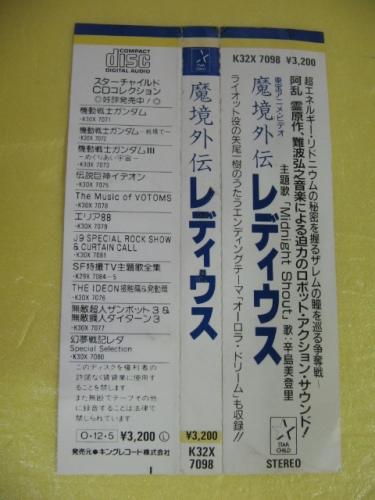 COMPACT
disc
DIGITAL AUDIO
スターチャイルド
CDコレクション
◎好評発売中!◎
機動戦士ガンダム
-K30X 7071
機動戦士ガンダム-戦場で-
-K30X 7072
機動戦士ガンダムIII
-めぐりあい宇宙-
-K30X 7073
伝説巨神イデオン
-K30X 7075
The Music of VOTOMS
-K30X 7078
エリア88
-K30X 7079
J9 SPECIAL ROCK SHOW
& CURTAIN CALL
-K30X 7081
SF特撮TV主題歌全集
-K29X 7084~5
THE IDEON接触篇&発動篇
-K30X 7076
無敵超人ザンボット3&
無敵鋼人ダイターン3
-K30X 7077
幻夢戦記レダ
Special Selection
-K30X 7080
このディスクを権利者の
許諾なく賃貸業に使用す
ることを禁じます
また無断でテープその他
に録音することは法律で
禁じられています。
O-12・5 ¥3,200 Ⓛ
発売元●キングレコード株式会社
魔境外伝
レディウス
¥3,200
K32X
7098
K32X 7098 ¥3,200
超エネルギー・リドニウムの秘密を握るザレムの瞳を巡る争奪戦-
阿乱 霊原作、難波弘之音楽による迫力のロボット・アクション・サウンド!
主題歌「Midnight Shout」歌:辛島美登里
東宝アニメ・ビデオ
魔境外伝
レディウス
ライオット役の矢尾一樹のうたうエンディングテーマ「オーロラ・ドリーム」も収録!!
STAR
CHILD
STEREO